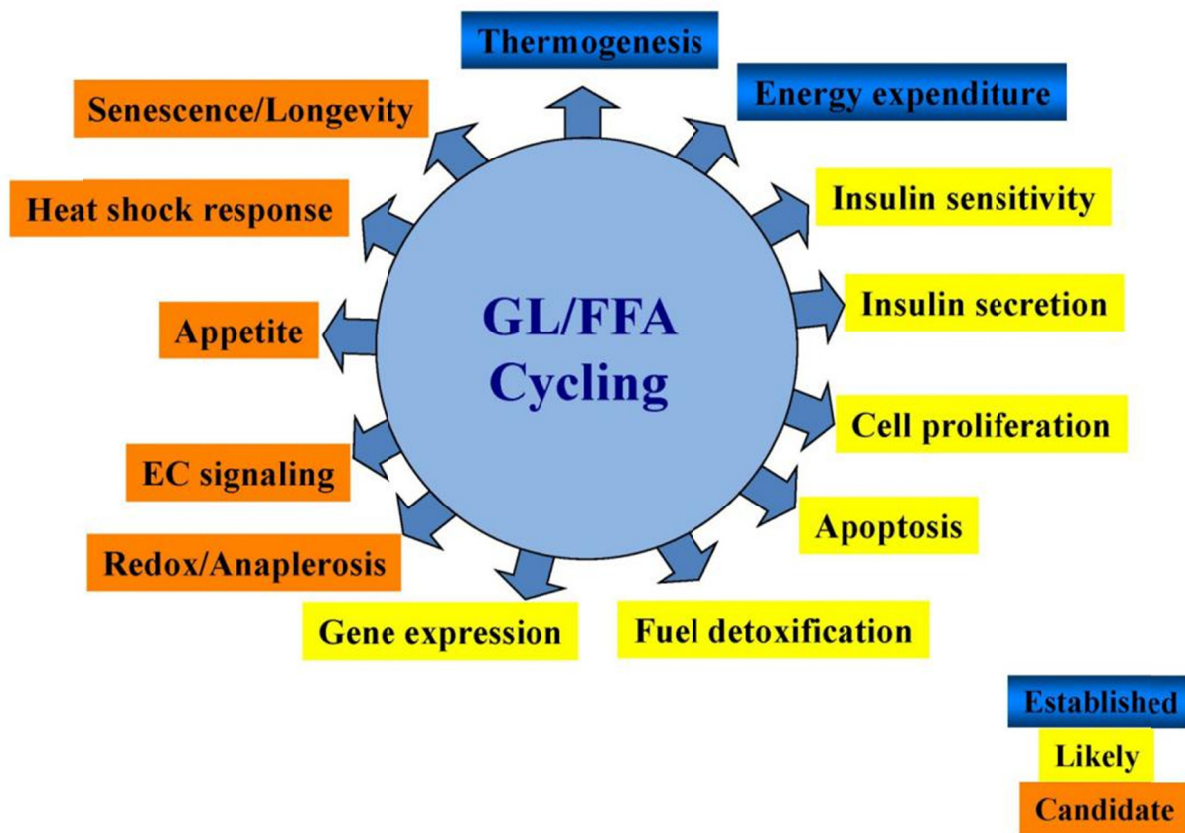 Thermogenesis
Energy expenditure
Senescence/Longevity
Insulin sensitivity
Heat shock response
Insulin secretion
GL/FFA
Cycling
Appetite
Cell proliferation
EC signaling
Apoptosis
Redox/Anaplerosis
Gene expression
Fuel detoxification
Established
Likely
Candidate